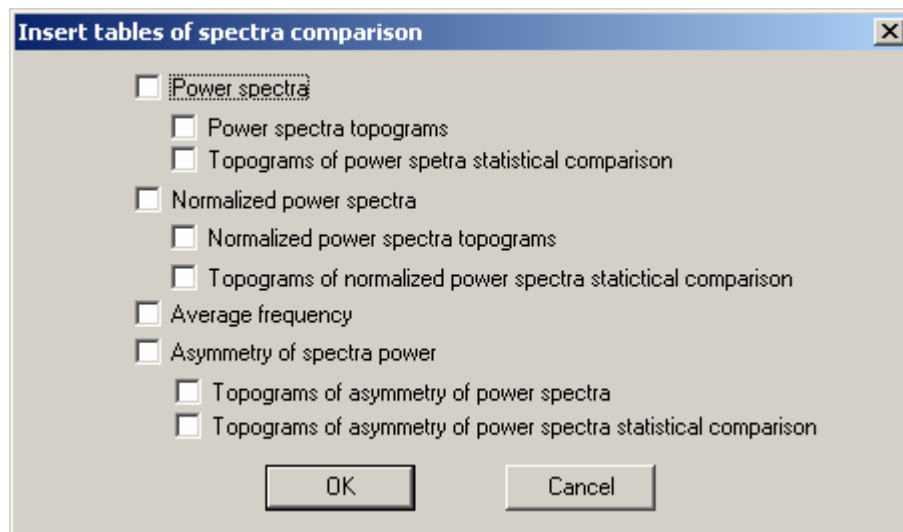 Insert tables of spectra comparison
Power spectra
Power spectra topograms
Topograms of power spetra statistical comparison
Normalized power spectra
Normalized power spectra topograms
Topograms of normalized power spectra statictical comparison
Average frequency
Asymmetry of spectra power
Topograms of asymmetry of power spectra
Topograms of asymmetry of power spectra statistical comparison
OK
Cancel